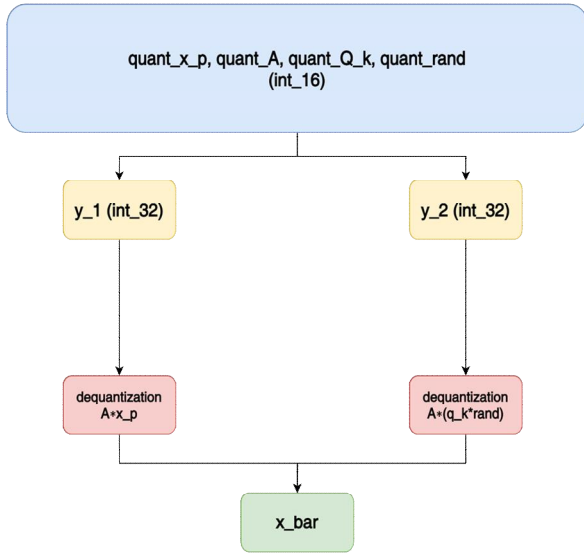 quant_x_p, quant_A, quant_Q_k, quant_rand
(int_16)
y_1 (int_32)
y_2 (int_32)
dequantization
A*x_p
dequantization
A*(q_k*rand)
x_bar